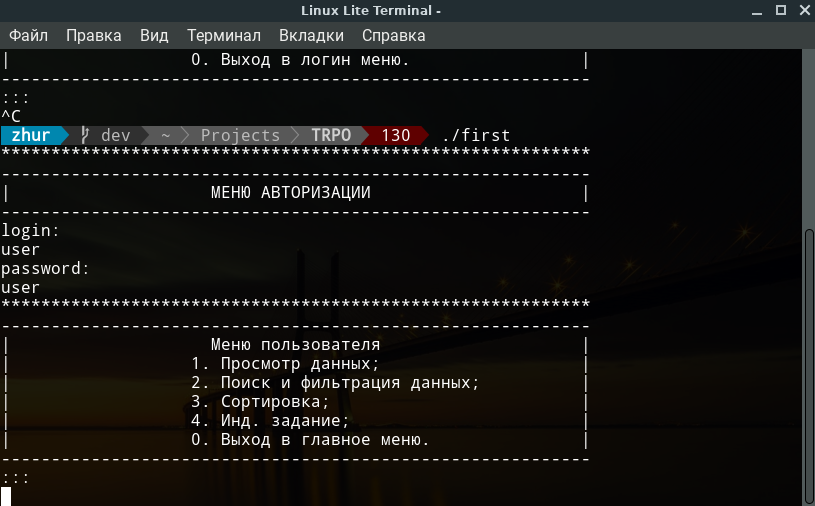 Linux Lite Terminal -
Файл Правка Вид Терминал Вкладки Справка
| 0. Выход в логин меню. |
-----------------------------------------------------------
:::
^C
zhur dev ~ Projects TRPO 130 ./first
***********************************************************
-----------------------------------------------------------
| МЕНЮ АВТОРИЗАЦИИ |
-----------------------------------------------------------
login:
user
password:
user
***********************************************************
-----------------------------------------------------------
| Меню пользователя |
| 1. Просмотр данных; |
| 2. Поиск и фильтрация данных; |
| 3. Сортировка; |
| 4. Инд. задание; |
| 0. Выход в главное меню. |
-----------------------------------------------------------
:::